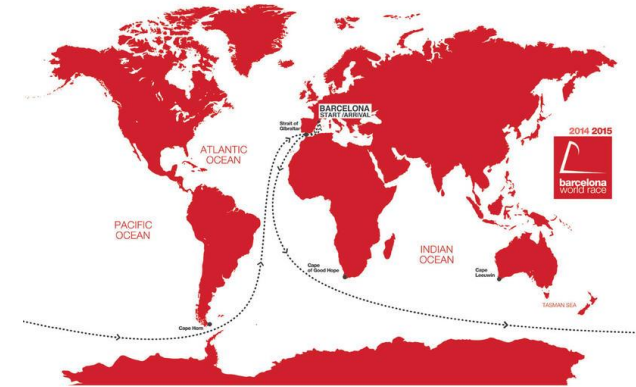 BARCELONA
START /ARRIVAL
Strait of
Gibraltar
ATLANTIC
OCEAN
2014 2015
barcelona
world race
PACIFIC
OCEAN
INDIAN
OCEAN
Cape
of Good Hope
Cape
Leeuwin
TASMAN SEA
Cape Horn